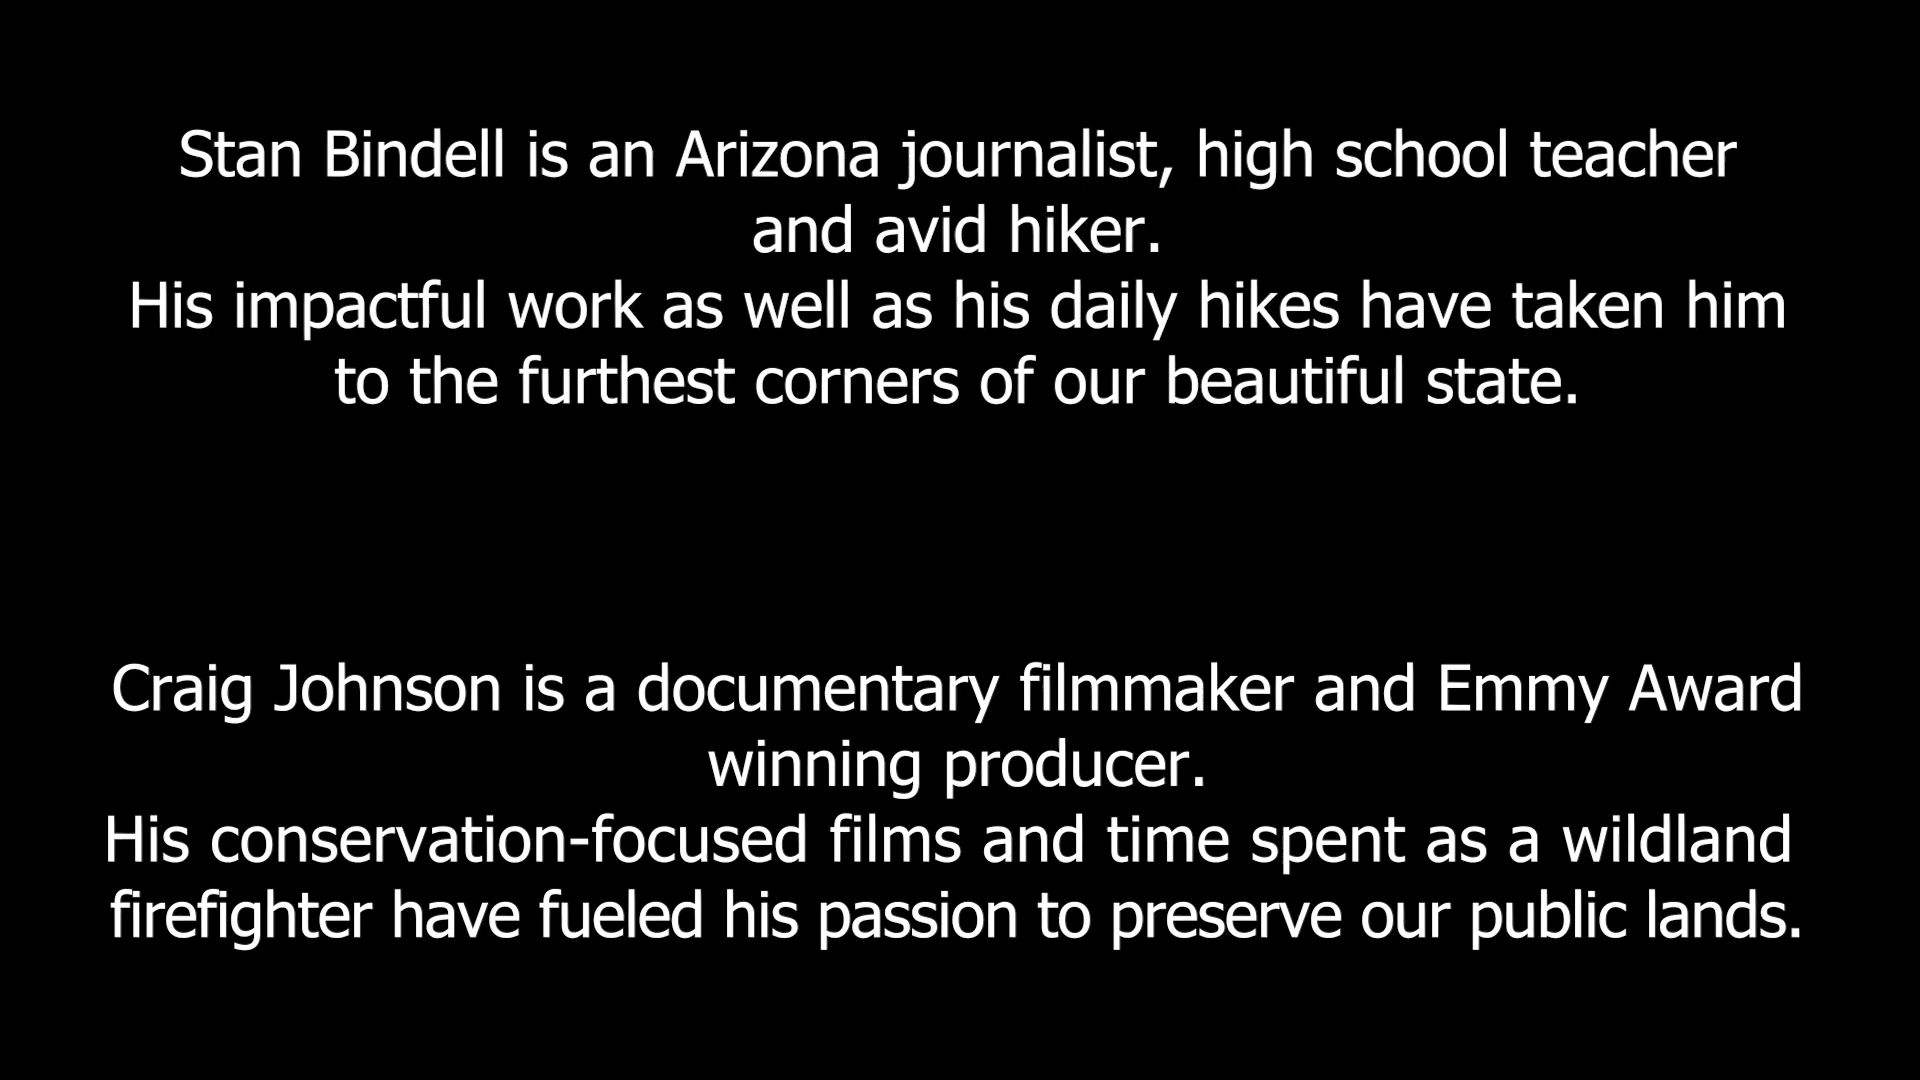 Stan Bindell is an Arizona journalist, high school teacher
and avid hiker.
His impactful work as well as his daily hikes have taken him
to the furthest corners of our beautiful state.
Craig Johnson is a documentary filmmaker and Emmy Award
winning producer.
His conservation-focused films and time spent as a wildland
firefighter have fueled his passion to preserve our public lands.